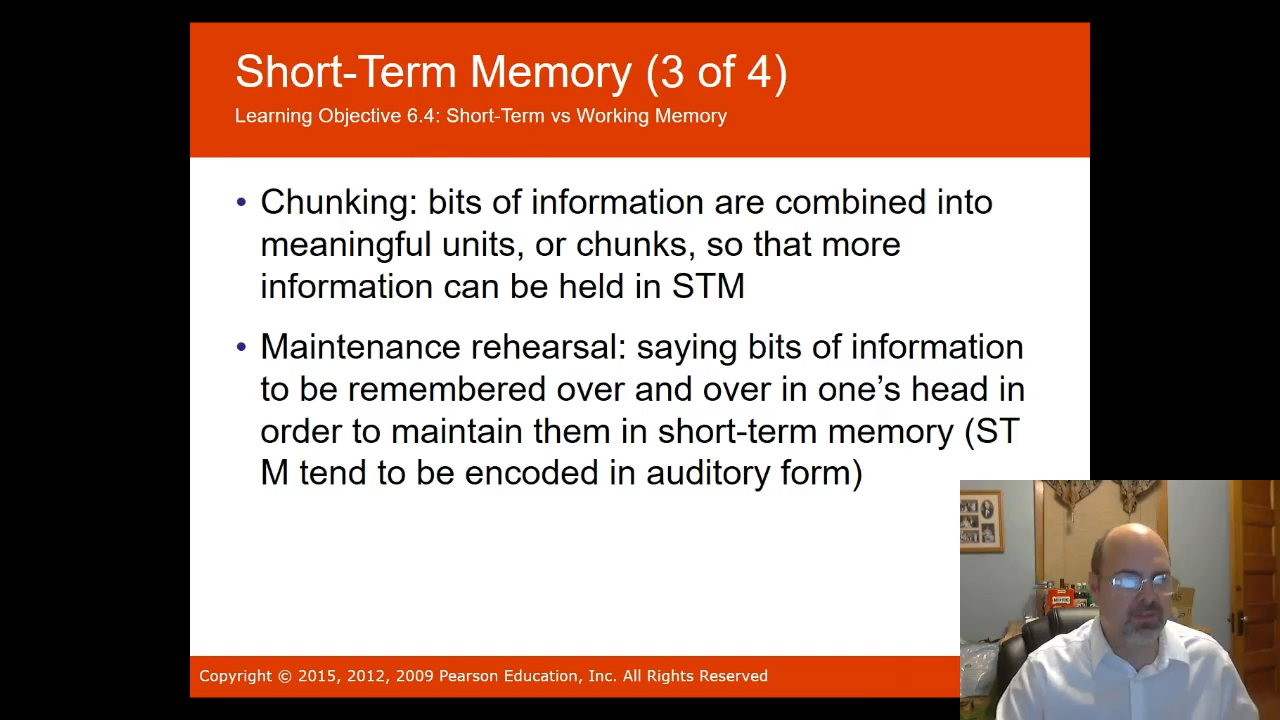 Short-Term Memory (3 of 4)
Learning Objective 6.4: Short-Term vs Working Memory
• Chunking: bits of information are combined into
meaningful units, or chunks, so that more
information can be held in STM
• Maintenance rehearsal: saying bits of information
to be remembered over and over in one’s head in
order to maintain them in short-term memory (ST
M tend to be encoded in auditory form)
Copyright © 2015, 2012, 2009 Pearson Education, Inc. All Rights Reserved